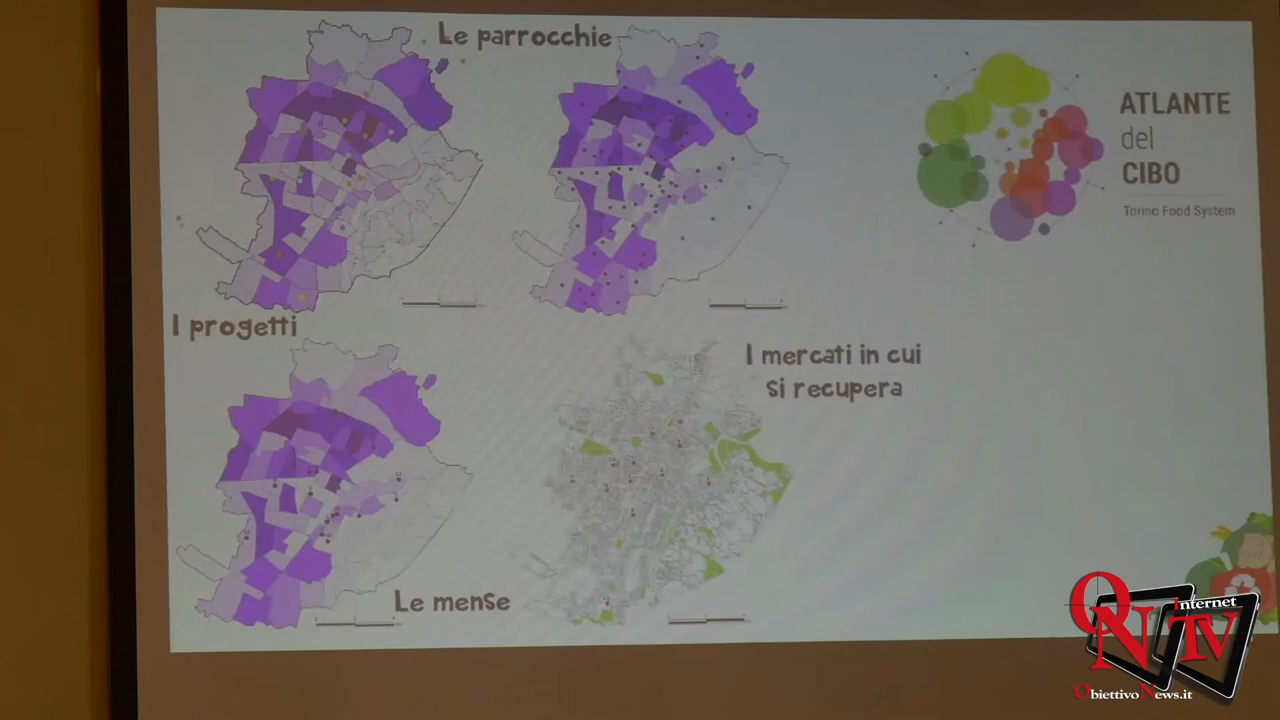 Le parrocchie
ATLANTE
del
CIBO
Torino Food System
I progetti
I mercati in cui
si recupera
Le mense
Internet
ONTV
ObiettivoNews.it